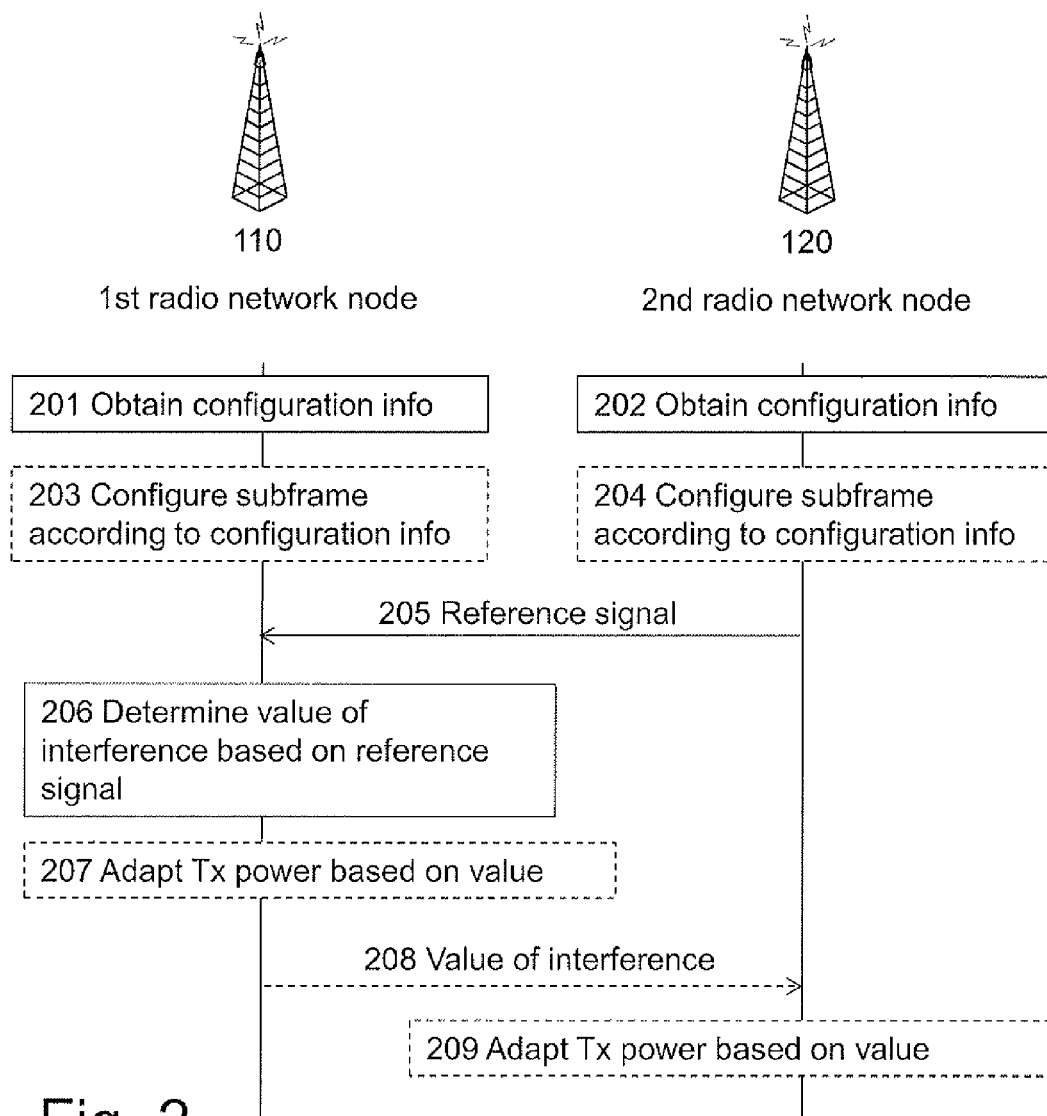 110
120
1st radio network node
2nd radio network node
201 Obtain configuration info
202 Obtain configuration info
203 Configure subframe
according to configuration info
204 Configure subframe
according to configuration info
205 Reference signal
206 Determine value of
interference based on reference
signal
207 Adapt Tx power based on value
208 Value of interference
209 Adapt Tx power based on value
Fig. 2